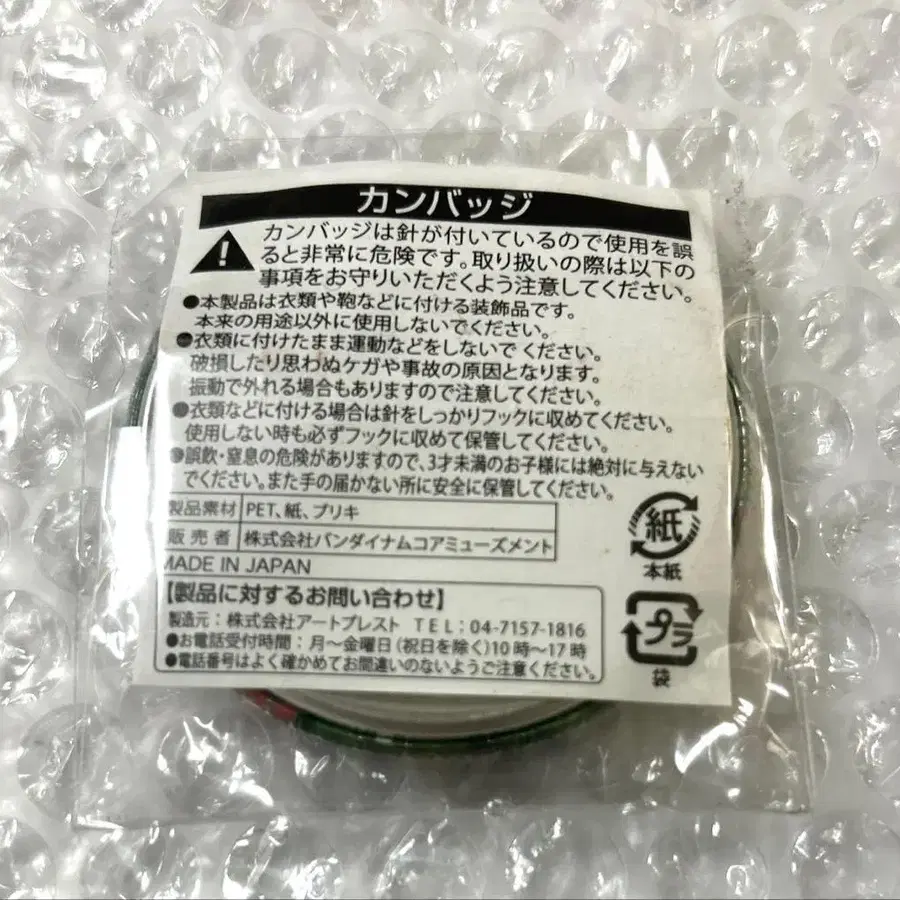 カンバッジ
カンバッジは針が付いているので使用を誤
ると非常に危険です。取り扱いの際は以下の
事項をお守りいただくよう注意してください。
●本製品は衣類や鞄などに付ける装飾品です。
本来の用途以外に使用しないでください。
●衣類に付けたまま運動などをしないでください。
破損したり思わぬケガや事故の原因となります。
振動で外れる場合もありますので注意してください。
●衣類などに付ける場合は針をしっかりフックに収めてください。
使用しない時も必ずフックに収めて保管してください。
●誤飲・窒息の危険がありますので、3才未満のお子様には絶対に与えない
でください。また手の届かない所に安全に保管してください。
製品素材 PET、紙、ブリキ
販売者 株式会社バンダイナムコアミューズメント
MADE IN JAPAN
【製品に対するお問い合わせ】
製造元：株式会社アートプレスト TEL：04-7157-1816
●お電話受付時間：月～金曜日(祝日を除く)10時～17時
●電話番号はよく確かめてお間違いのないようご注意ください。
紙
本紙
プラ
袋